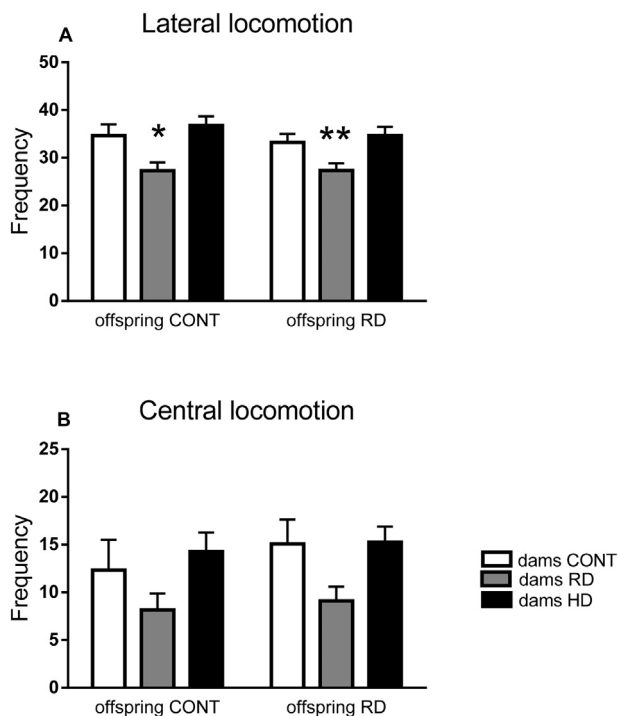 A
Lateral locomotion
50
40
30
20
10
0
Frequency
*
**
offspring CONT
offspring RD
B
Central locomotion
25
20
15
10
5
0
Frequency
offspring CONT
offspring RD
dams CONT
dams RD
dams HD